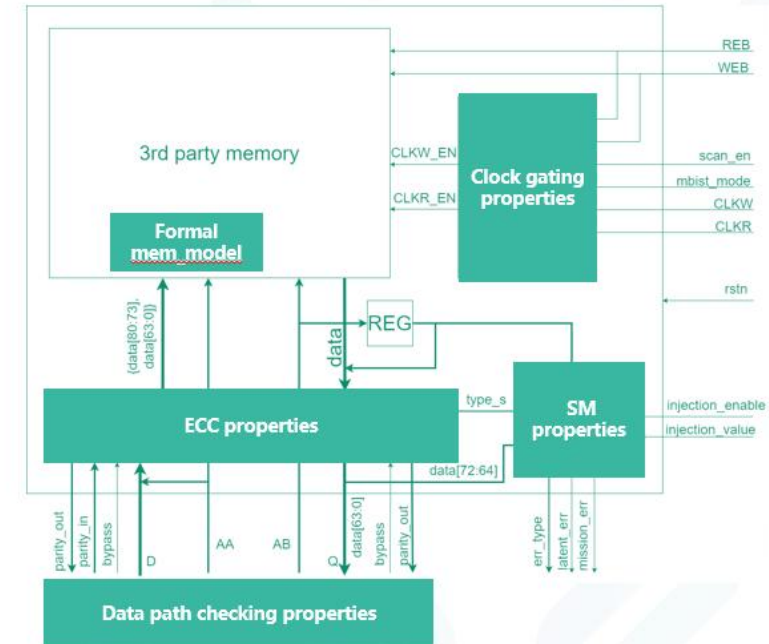 REB
WEB
3rd party memory
CLKW_EN
CLKR_EN
Clock gating
properties
scan_en
mbist_mode
CLKW
CLKR
Formal
mem_model
rstn
{data[80:73],
data[63:0]}
data
REG
ECC properties
type_s
SM
properties
injection_enable
injection_value
data[72:64]
parity_out
parity_in
bypass
D
AA
AB
Q
data[63:0]
bypass
parity_out
err_type
latent_err
mission_err
Data path checking properties